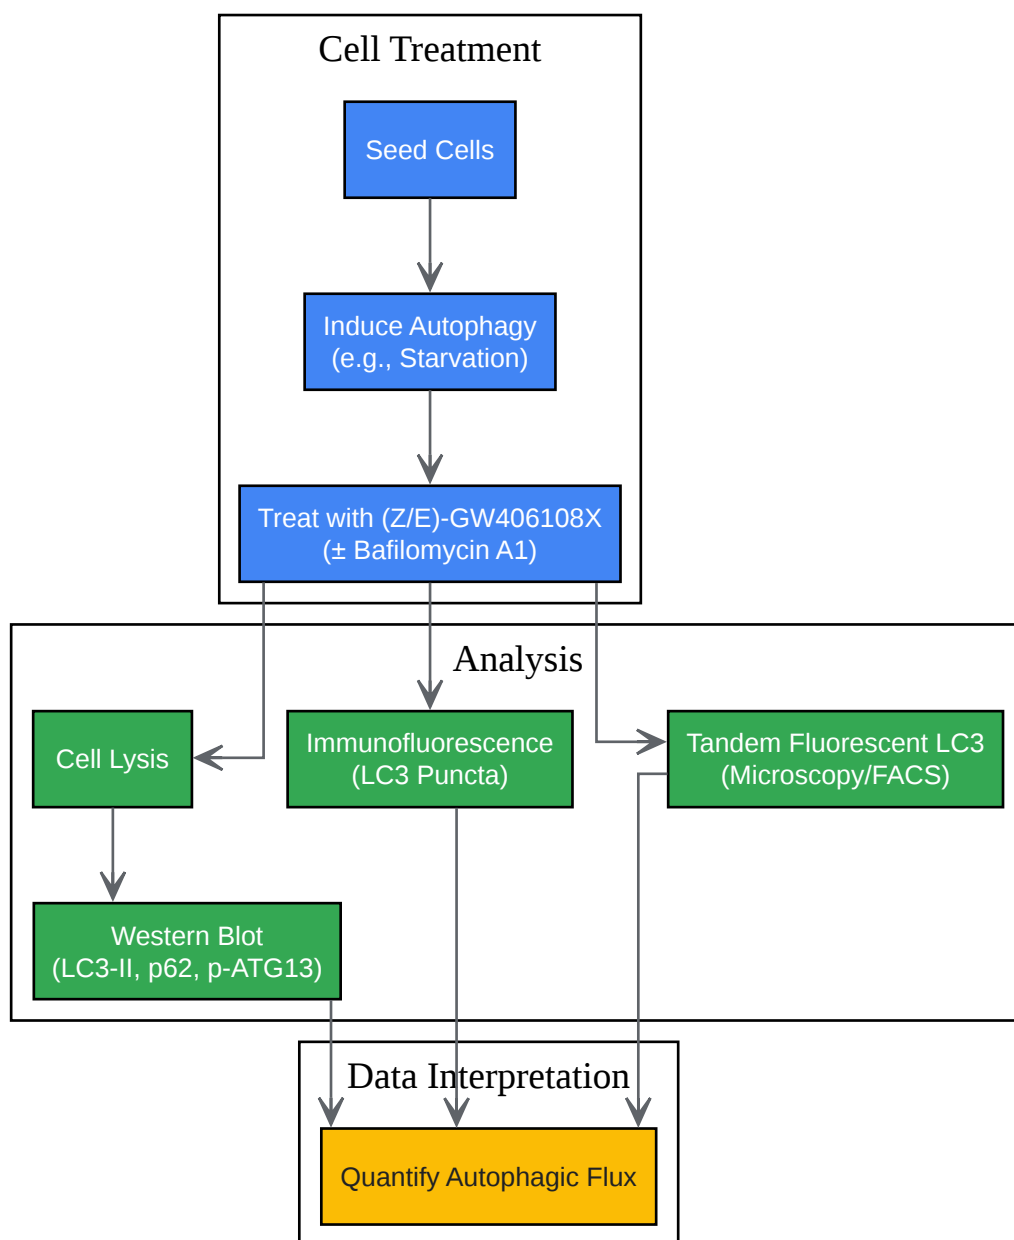 Cell Treatment
Seed Cells
Induce Autophagy
(e.g., Starvation)
Treat with (Z/E)-GW406108X
(± Bafilomycin A1)
Analysis
Cell Lysis
Immunofluorescence
(LC3 Puncta)
Tandem Fluorescent LC3
(Microscopy/FACS)
Western Blot
(LC3-II, p62, p-ATG13)
Data Interpretation
Quantify Autophagic Flux